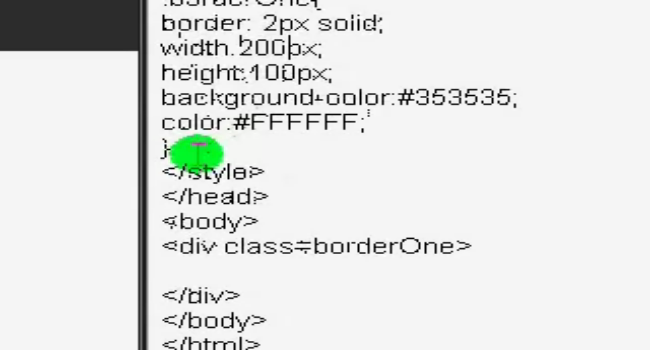 .borderOne{
border: 2px solid;
width:200px;
height:100px;
background-color:#353535;
color:#FFFFFF;
}
</style>
</head>
<body>
<div class=borderOne>
</div>
</body>
</html>